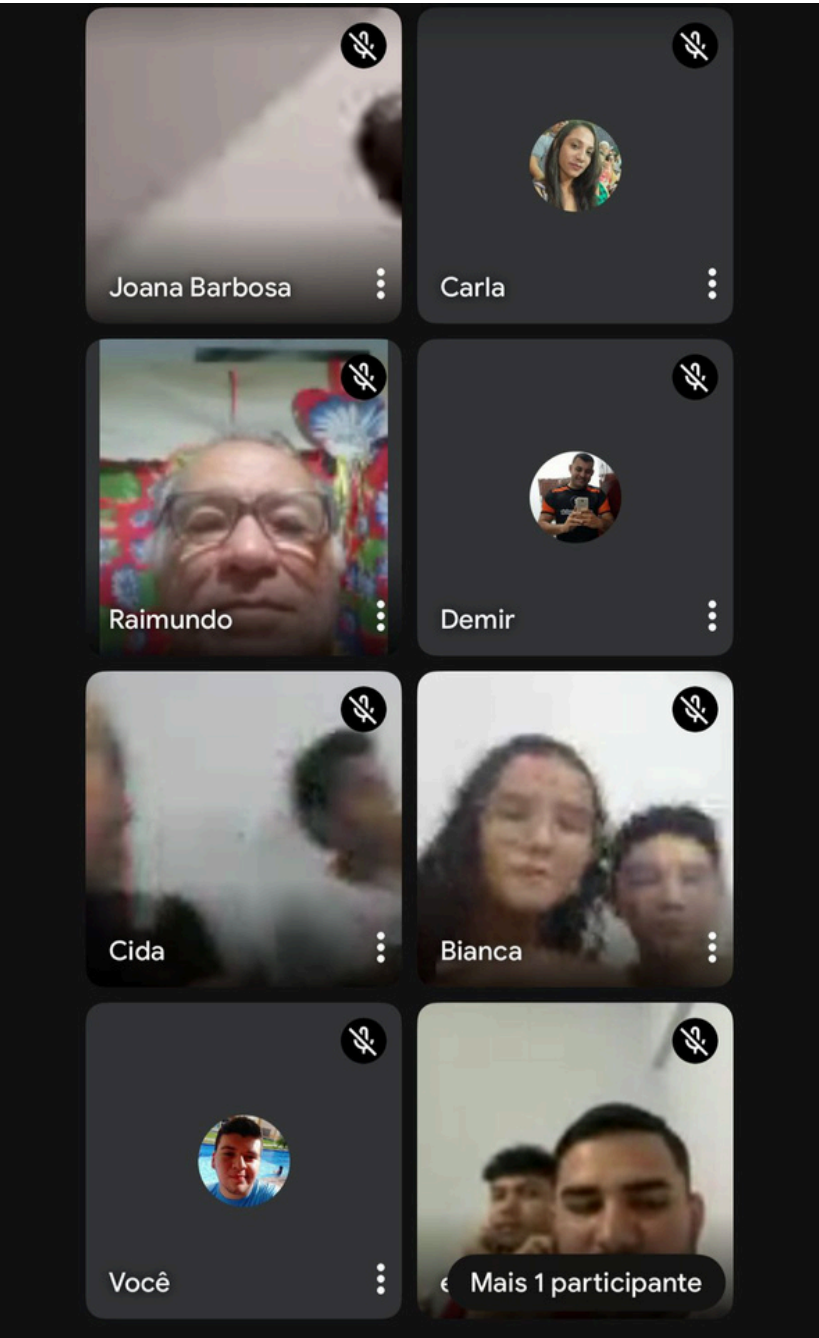 Joana Barbosa
Carla
Raimundo
Demir
Cida
Bianca
Você
Mais 1 participante